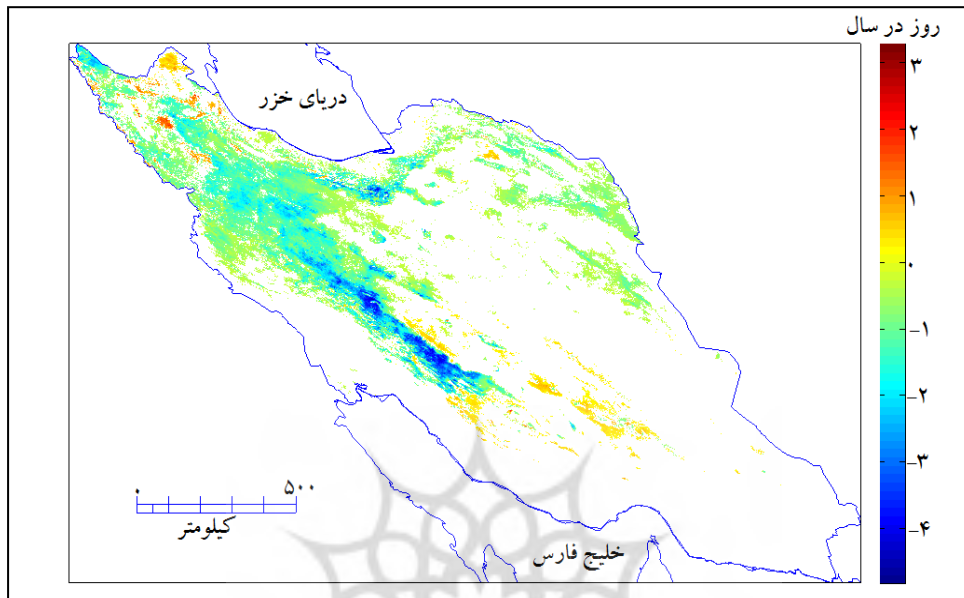 روز در سال
دریای خزر
۳
۲
۱
۰
-۱
-۲
-۳
-۴
۰ ۵۰۰
کیلومتر
خلیج فارس